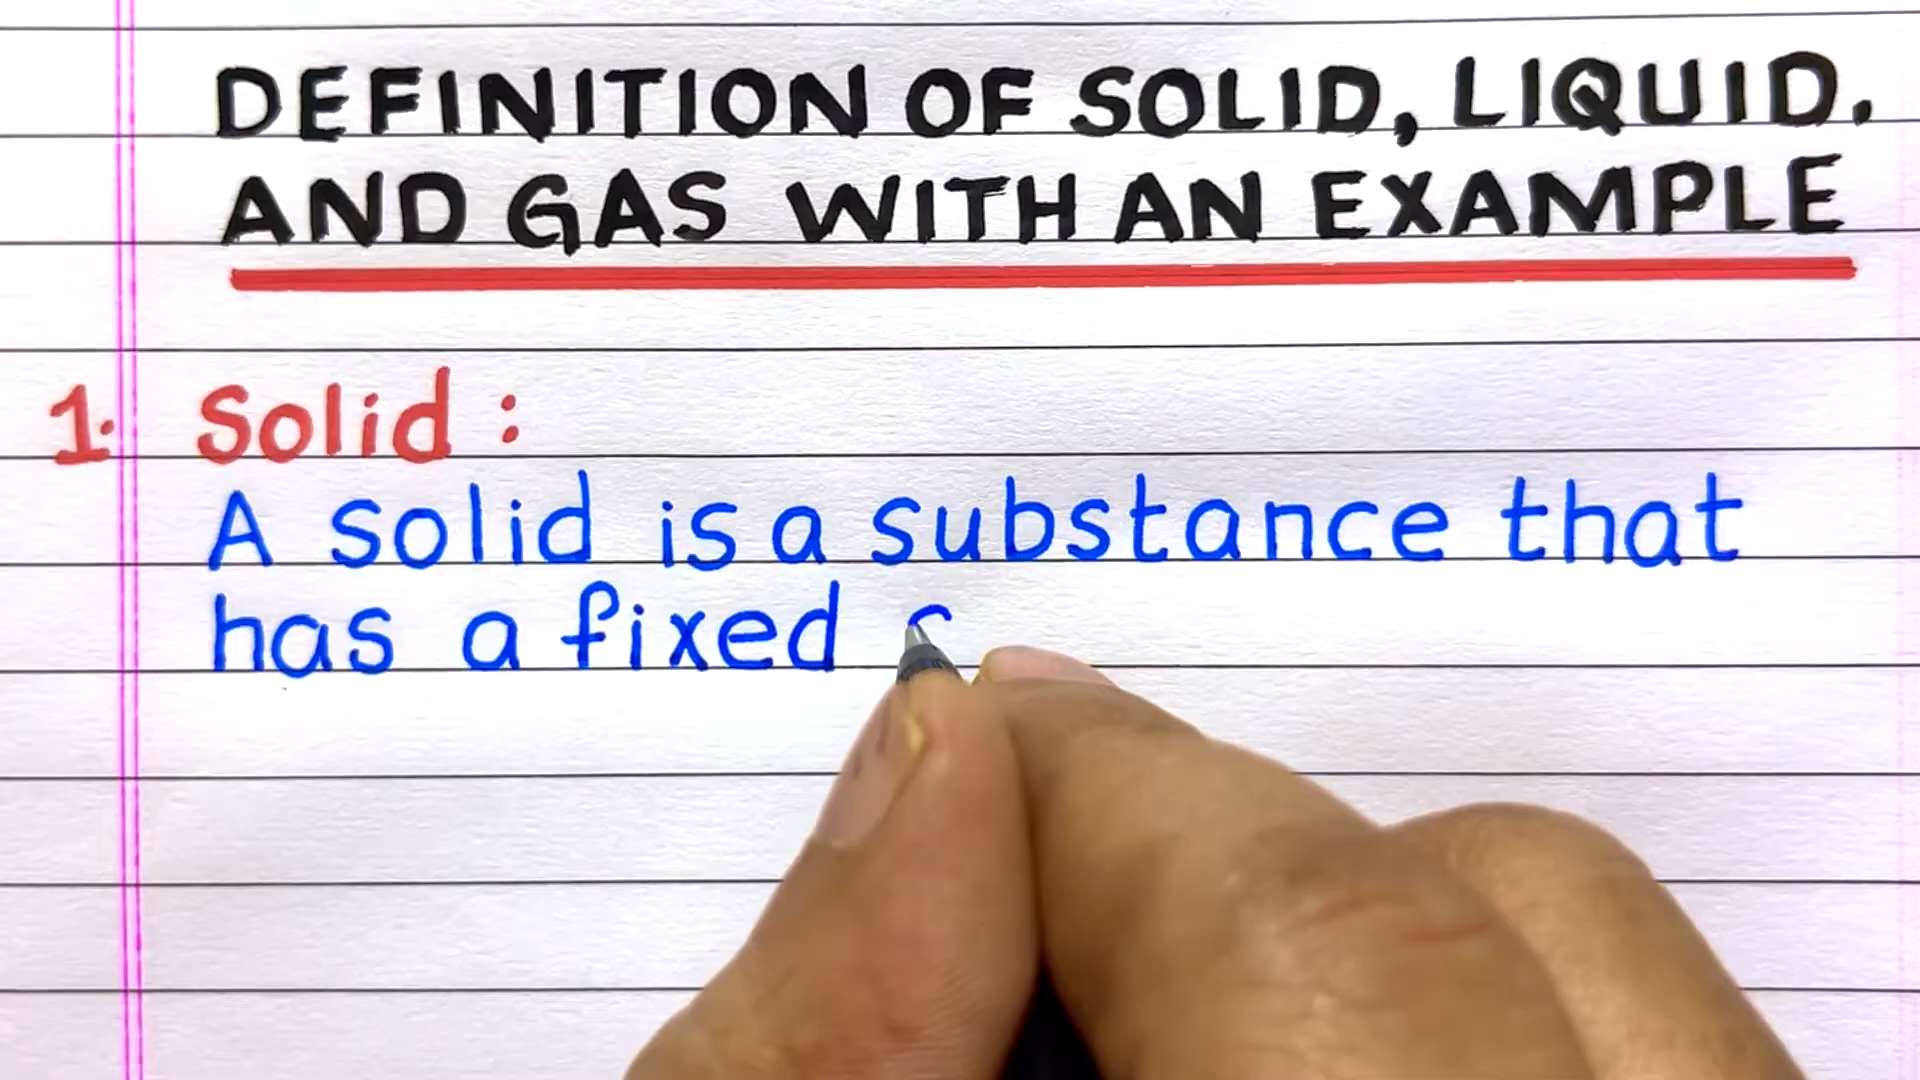 DEFINITION OF SOLID, LIQUID.
AND GAS WITH AN EXAMPLE
1. Solid :
A solid is a substance that
has a fixed